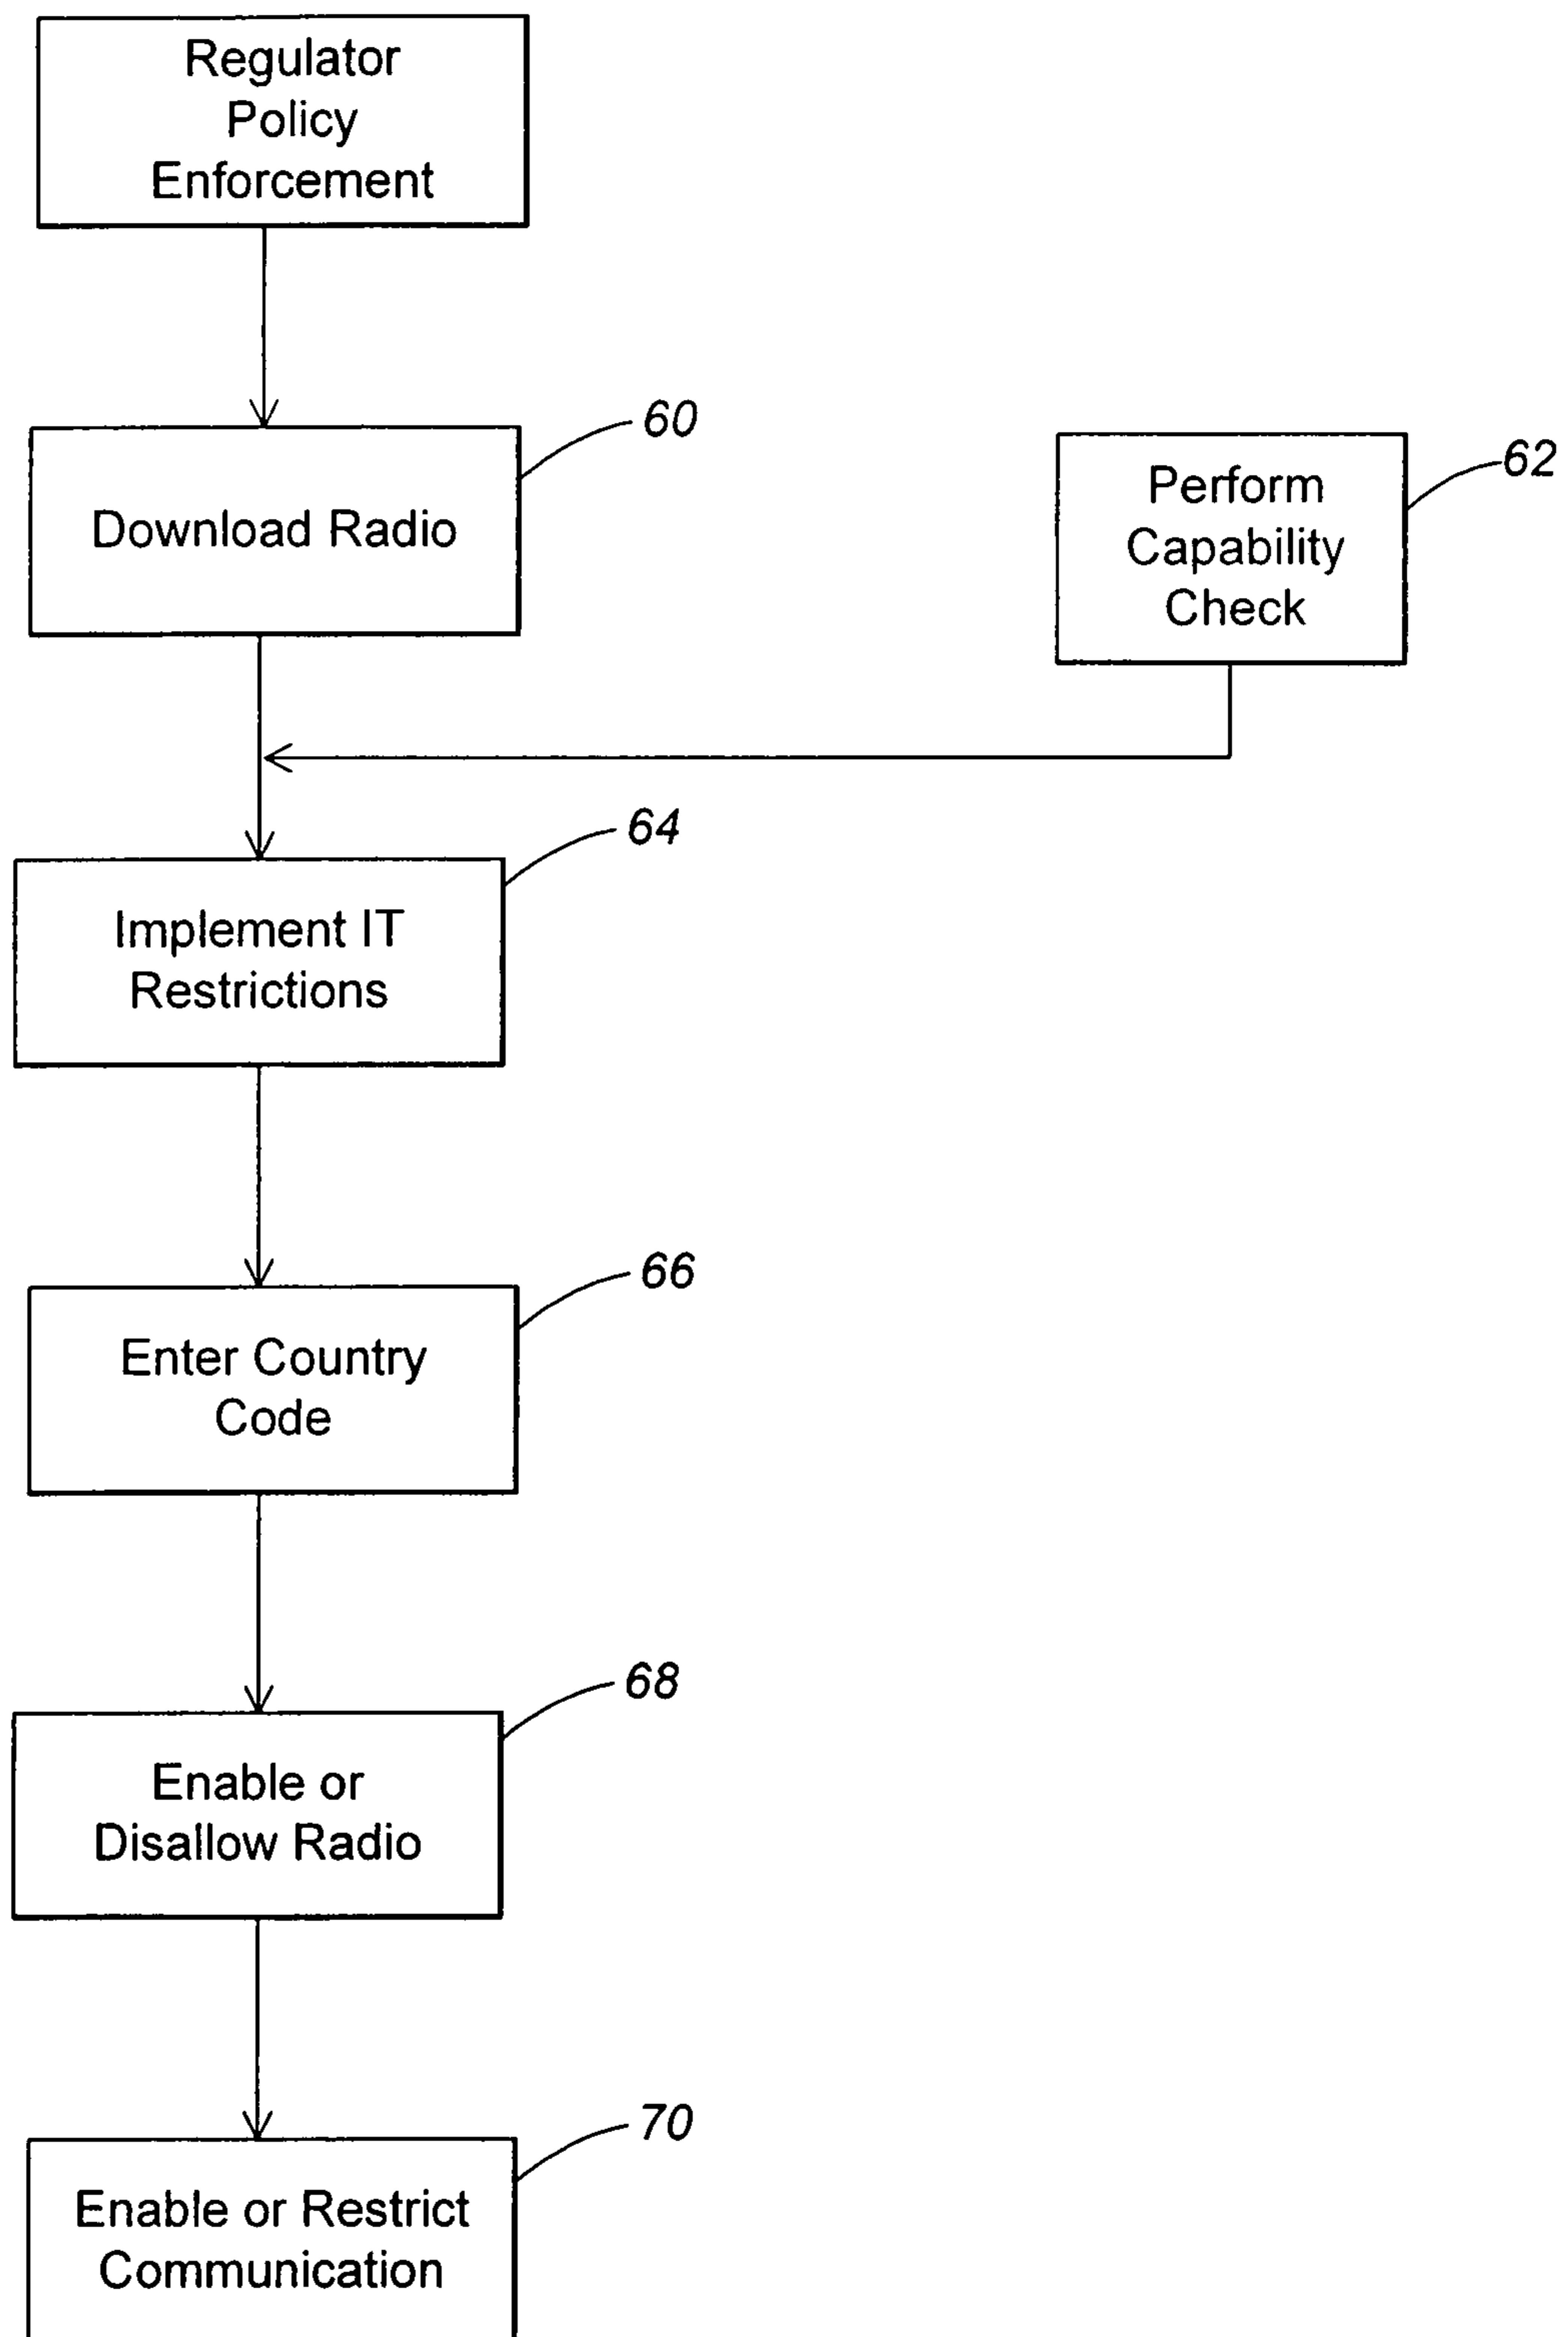 Regulator
Policy
Enforcement
60
Download Radio
62
Perform
Capability
Check
64
Implement IT
Restrictions
66
Enter Country
Code
68
Enable or
Disallow Radio
70
Enable or Restrict
Communication